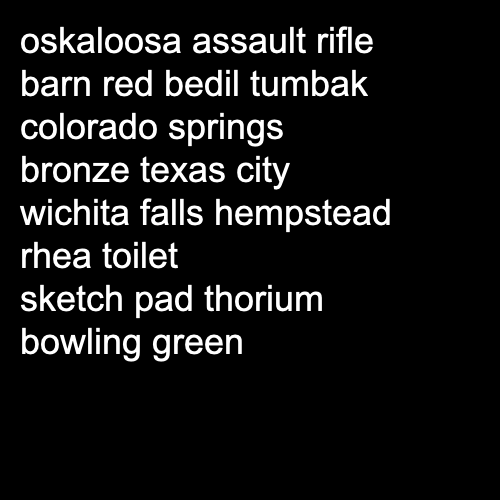 oskaloosa assault rifle
barn red bedil tumbak
colorado springs
bronze texas city
wichita falls hempstead
rhea toilet
sketch pad thorium
bowling green